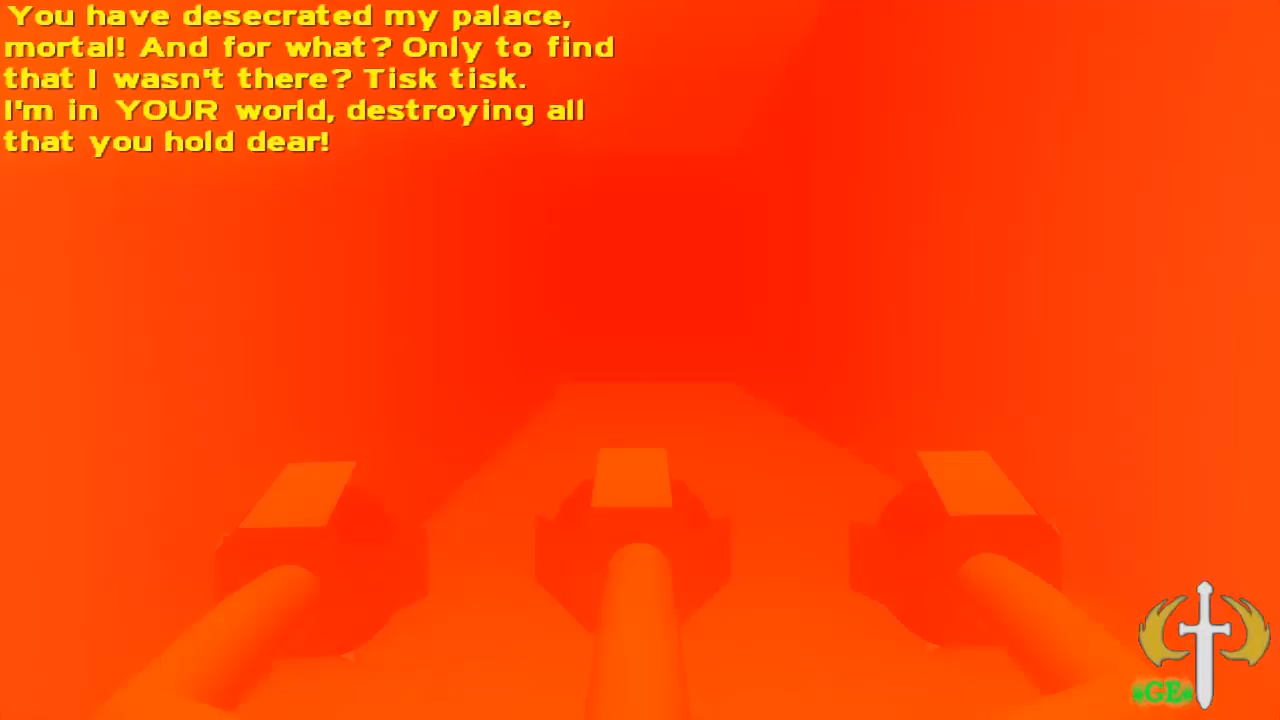 You have desecrated my palace,
mortal! And for what? Only to find
that I wasn't there? Tisk tisk.
I'm in YOUR world, destroying all
that you hold dear!
GE